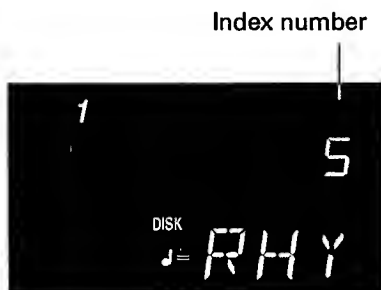 Index number
1
5
DISK
♩= RHY